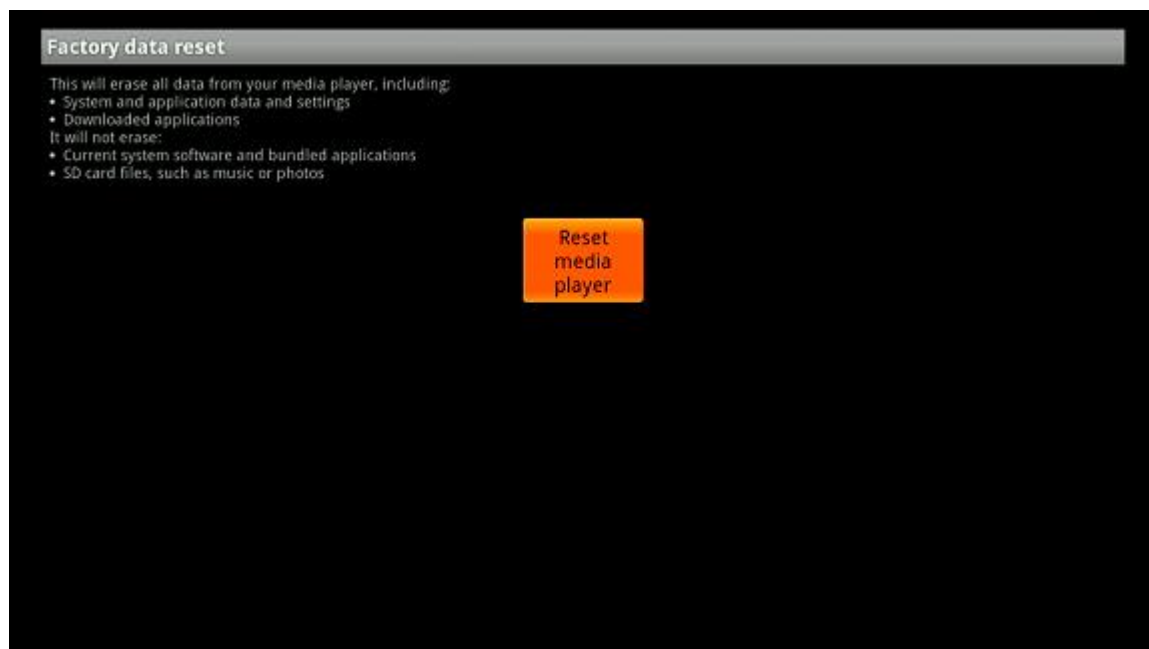 Factory data reset
This will erase all data from your media player, including:
• System and application data and settings
• Downloaded applications
It will not erase:
• Current system software and bundled applications
• SD card files, such as music or photos
Reset
media
player